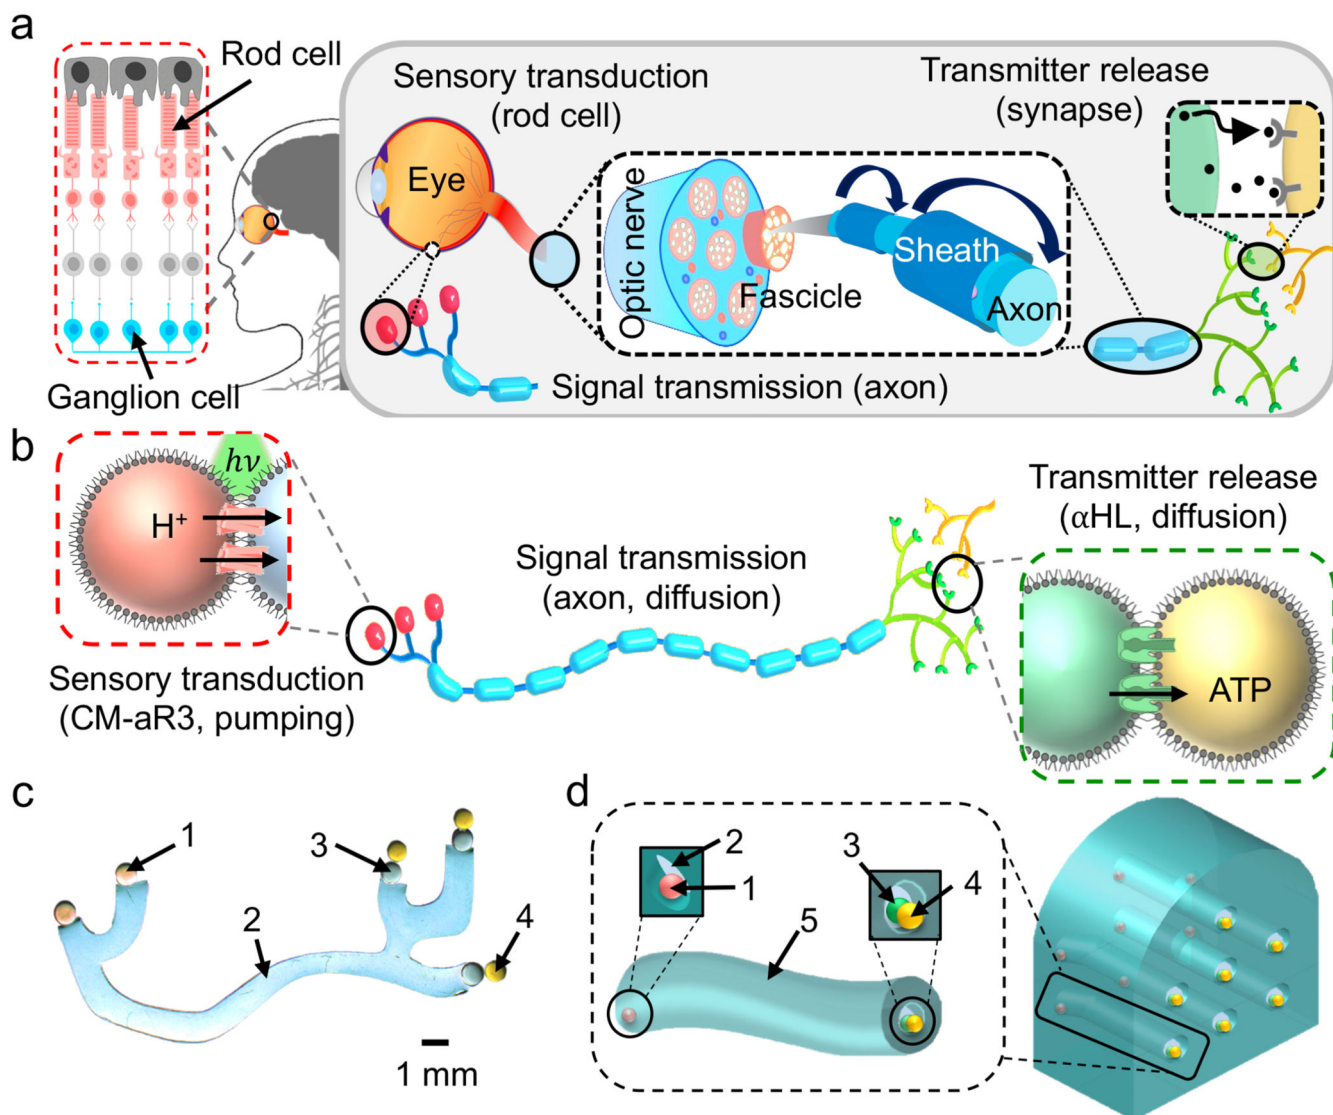 a
Rod cell
Ganglion cell
Sensory transduction
(rod cell)
Transmitter release
(synapse)
Eye
Optic nerve
Fascicle
Sheath
Axon
Signal transmission (axon)
b
hν
H⁺
Sensory transduction
(CM-aR3, pumping)
Signal transmission
(axon, diffusion)
Transmitter release
(αHL, diffusion)
ATP
c
1
3
2
4
1 mm
d
2
1
3
4
5